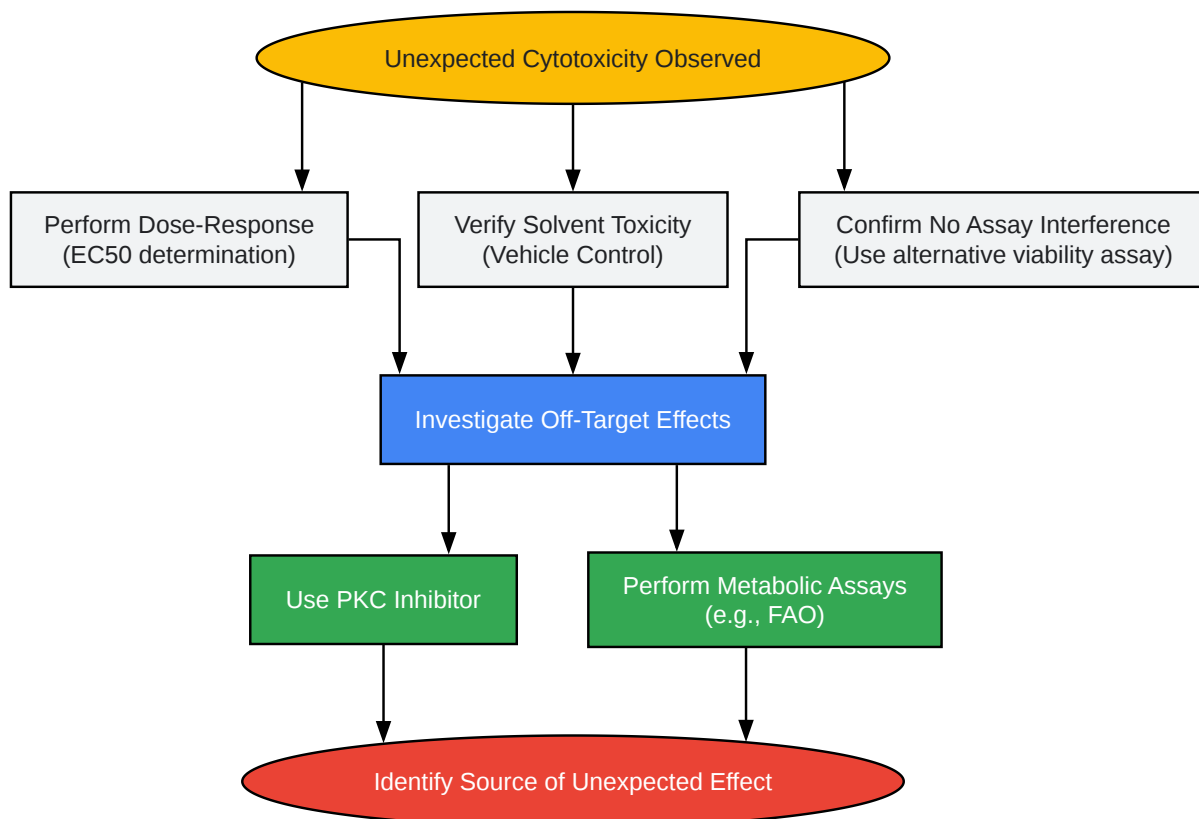 Unexpected Cytotoxicity Observed
Perform Dose-Response
(EC50 determination)
Verify Solvent Toxicity
(Vehicle Control)
Confirm No Assay Interference
(Use alternative viability assay)
Investigate Off-Target Effects
Use PKC Inhibitor
Perform Metabolic Assays
(e.g., FAO)
Identify Source of Unexpected Effect